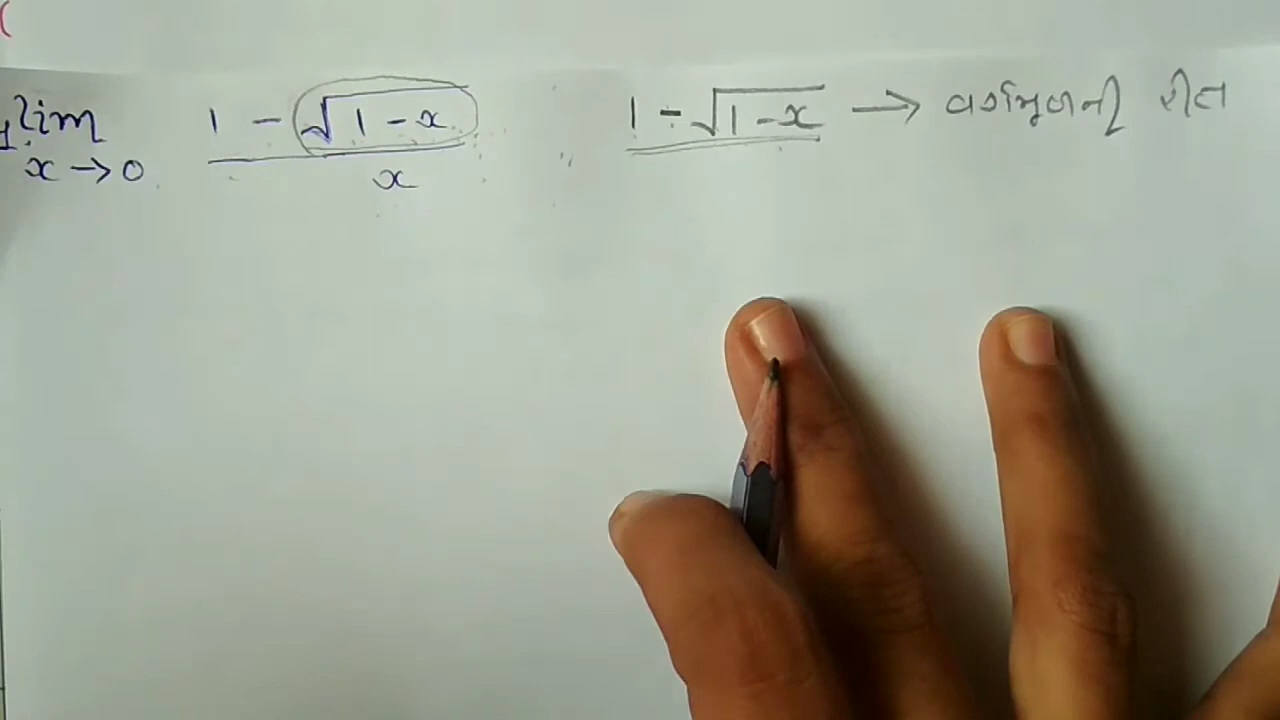 lim 1 - √1 - x
x → 0 x
1 - √1 - x → વર્ગમૂળની રીત